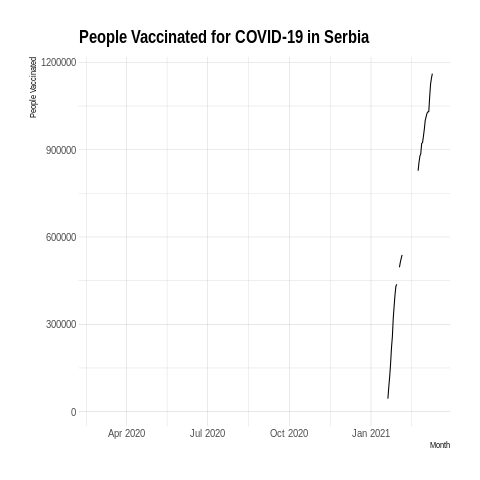 People Vaccinated for COVID-19 in Serbia
People Vaccinated
1200000
900000
600000
300000
0
Apr 2020 Jul 2020 Oct 2020 Jan 2021
Month